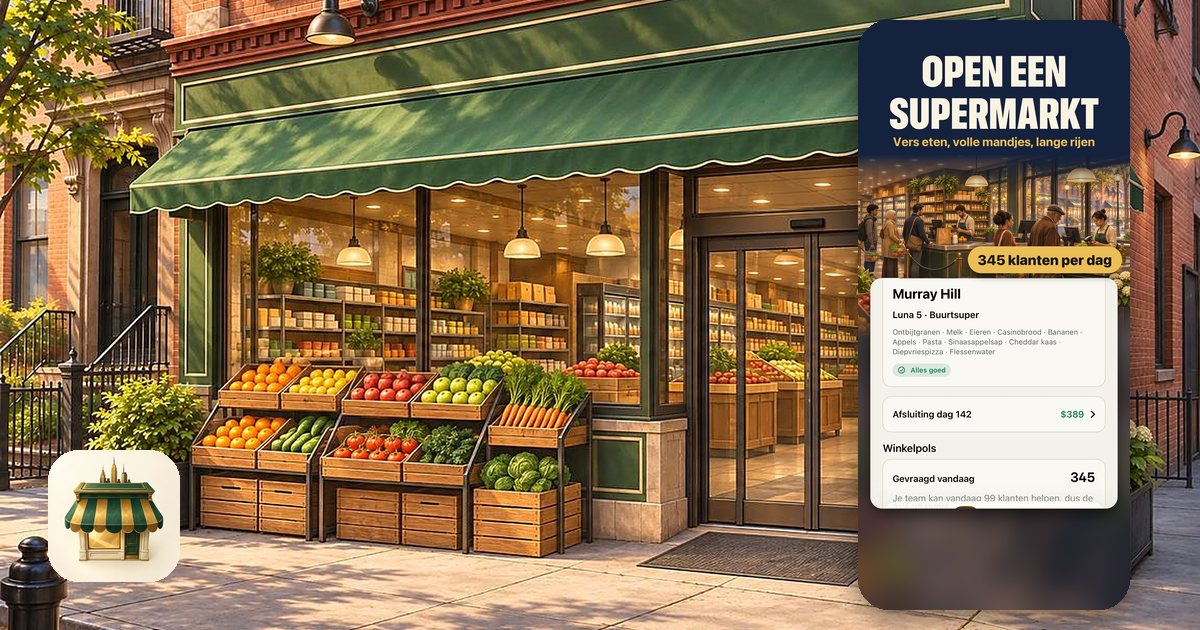 OPEN EEN
SUPERMARKT
Vers eten, volle mandjes, lange rijen
345 klanten per dag
Murray Hill
Luna 5 · Buurtsuper
Ontbijtgranen · Melk · Eieren · Casinobrood · Bananen ·
Appels · Pasta · Sinaasappelsap · Cheddar kaas ·
Diepvriespizza · Flessenwater
Alles goed
Afsluiting dag 142
$389
Winkelpols
Gevraagd vandaag
345
Je team kan vandaag 99 klanten helpen, dus de